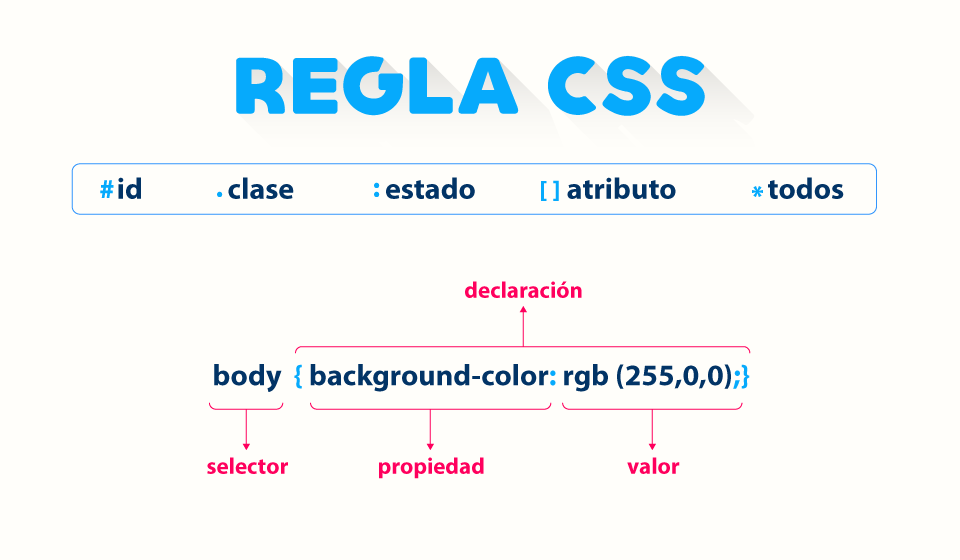 REGLA CSS
#id .clase :estado [ ] atributo *todos
declaración
body { background-color: rgb (255,0,0);}
selector propiedad valor